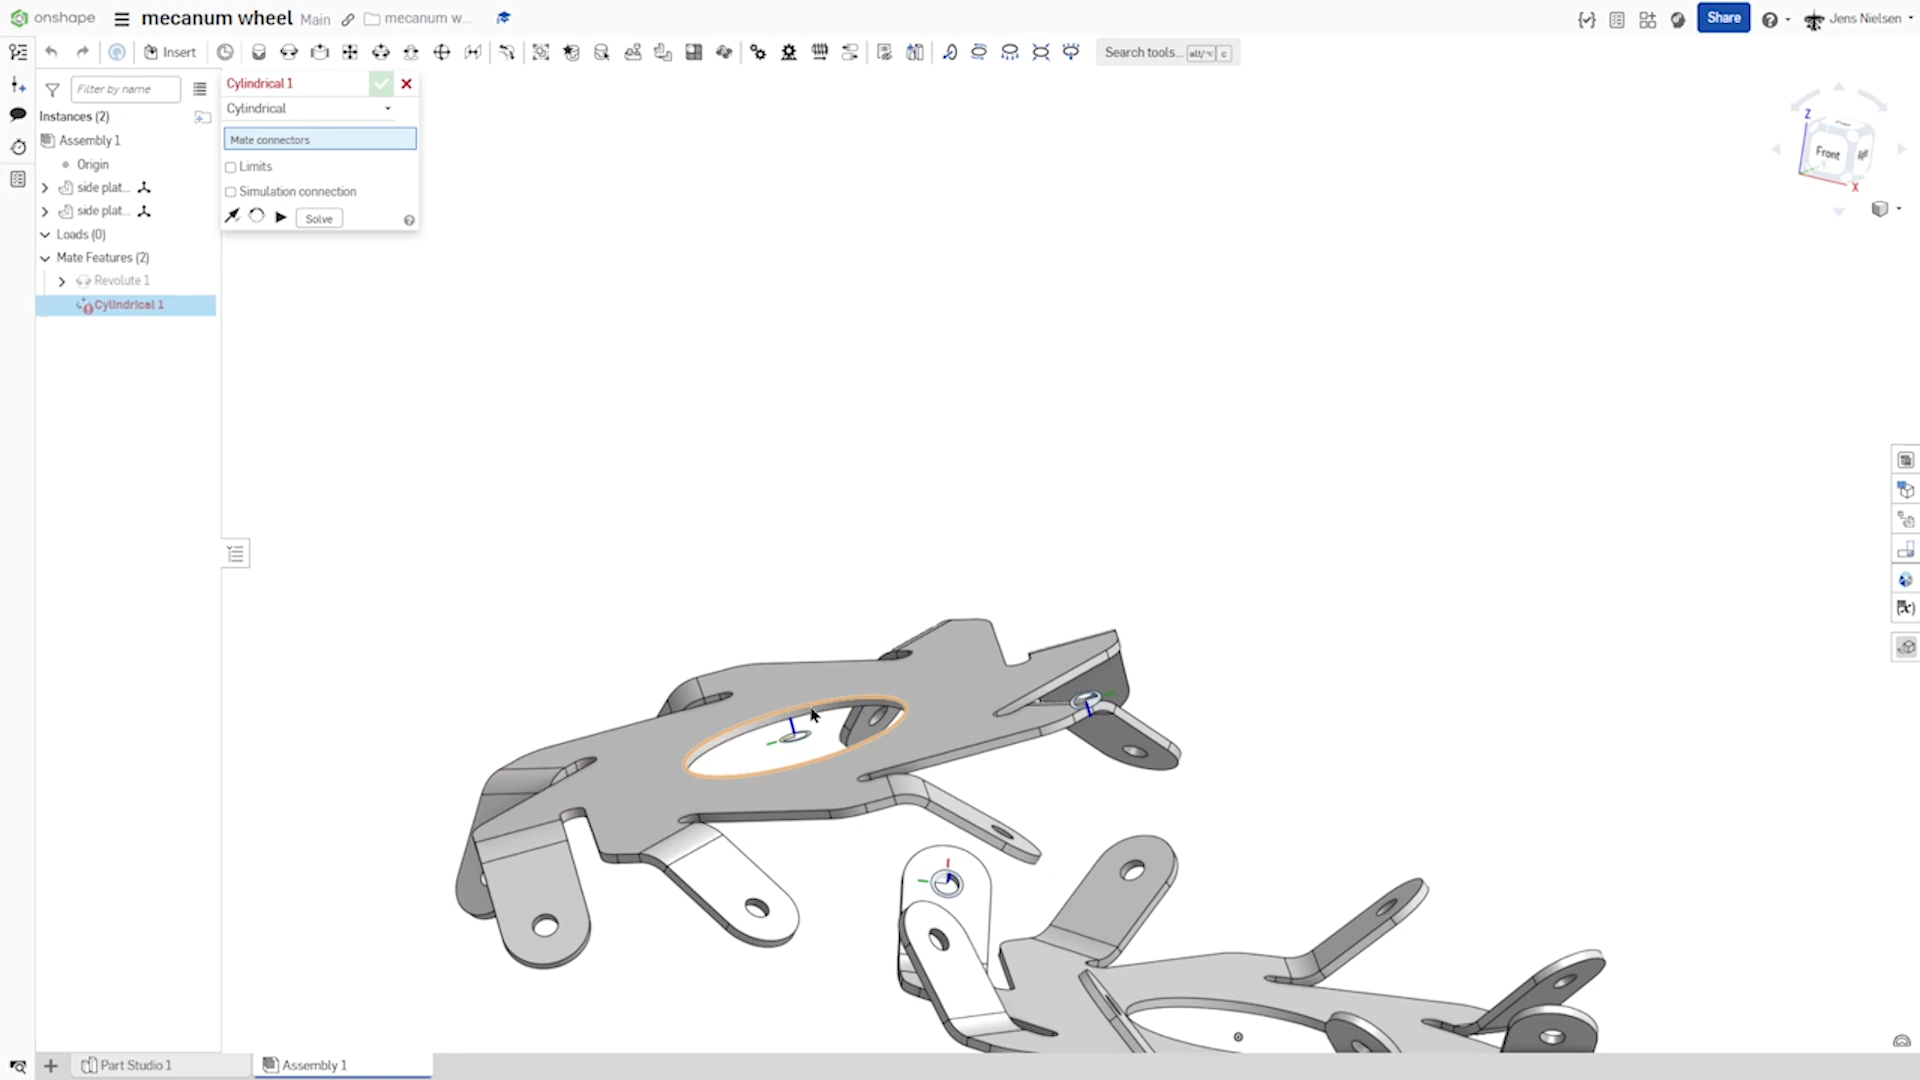 onshape
mecanum wheel Main mecanum w...
Share
Jens Nielsen
Insert
Search tools... alt/⌥ c
Filter by name
Instances (2)
Assembly 1
Origin
side plat...
side plat...
Loads (0)
Mate Features (2)
Revolute 1
Cylindrical 1
Cylindrical 1
Cylindrical
Mate connectors
Limits
Simulation connection
Solve
Z
Front
X
Part Studio 1
Assembly 1